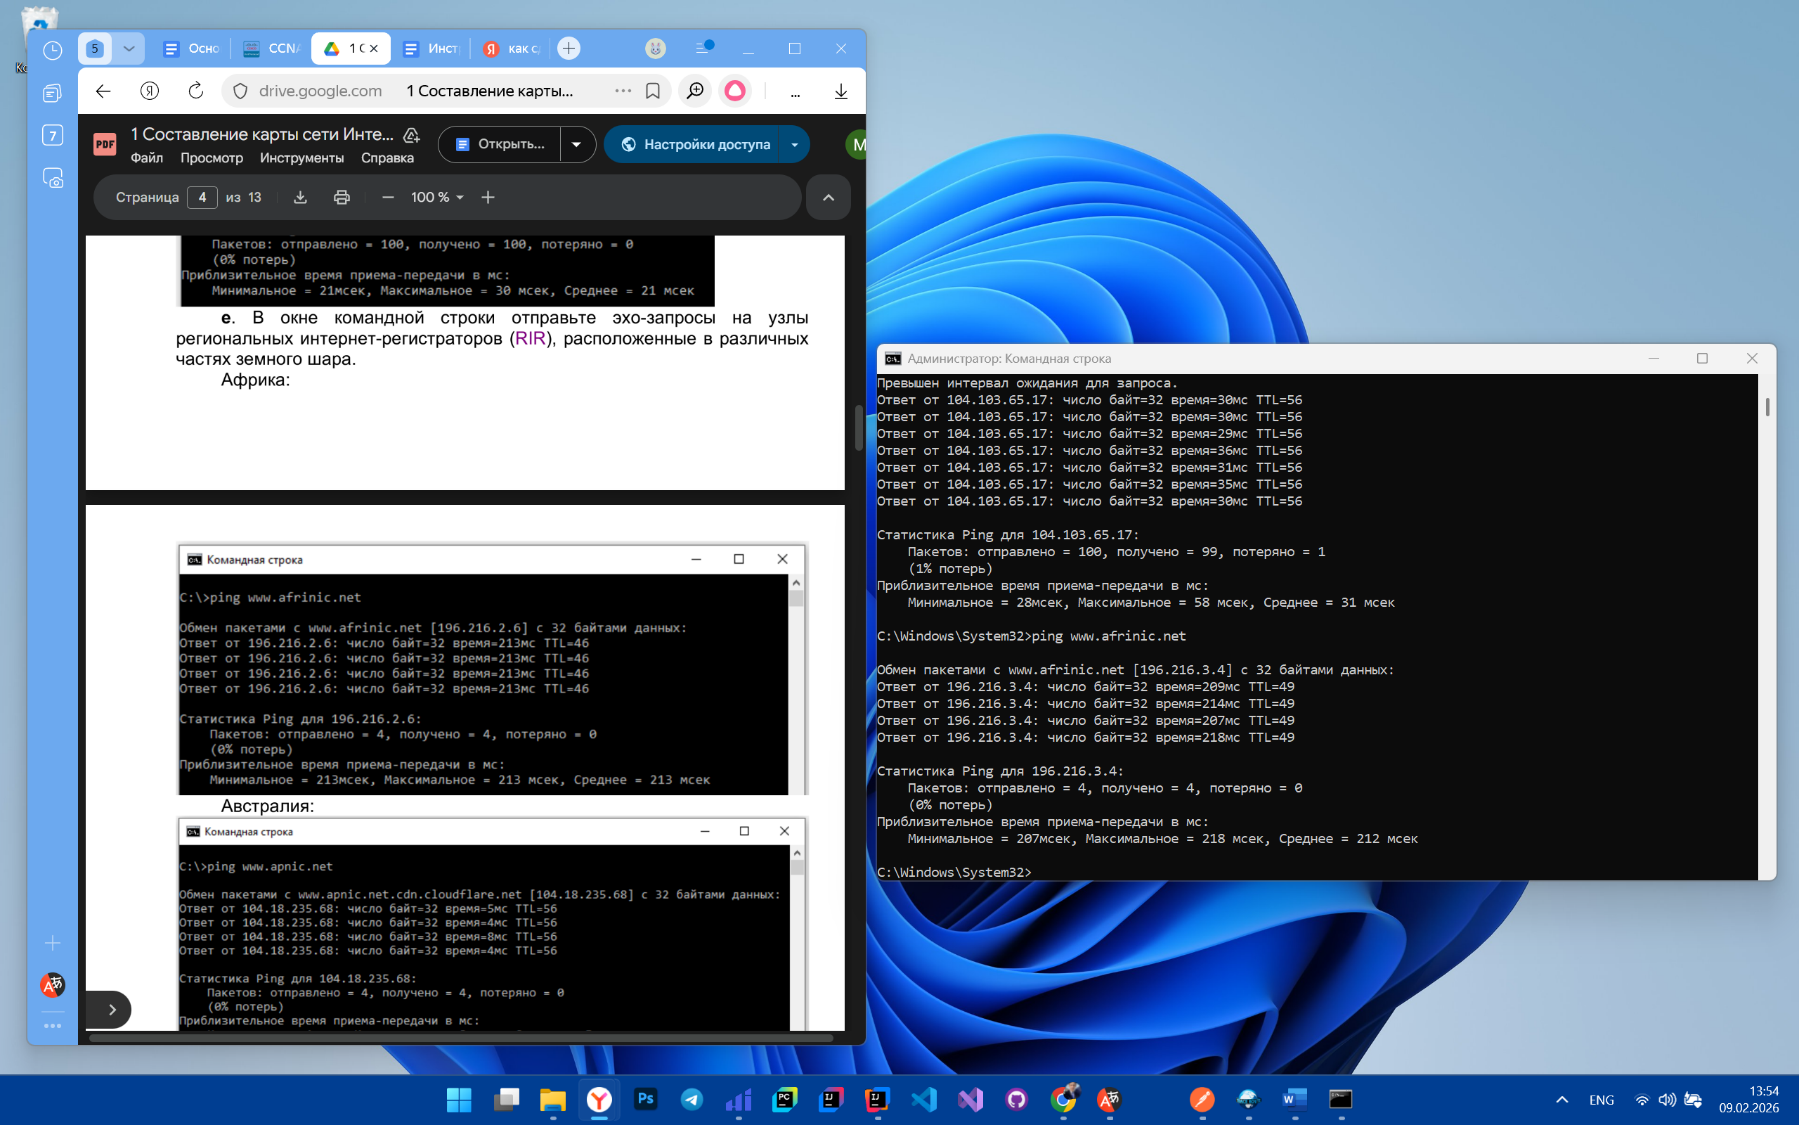 5
Осно
CCNA
1 С
Инст
Я
как с
Я
drive.google.com
1 Составление карты...
7
PDF
1 Составление карты сети Инте...
Файл Просмотр Инструменты Справка
Открыть...
Настройки доступа
M
Страница 4 из 13
100 %
Пакетов: отправлено = 100, получено = 100, потеряно = 0
(0% потерь)
Приблизительное время приема-передачи в мс:
Минимальное = 21мсек, Максимальное = 30 мсек, Среднее = 21 мсек
e. В окне командной строки отправьте эхо-запросы на узлы
региональных интернет-регистраторов (RIR), расположенные в различных
частях земного шара.
Африка:
Командная строка
C:\>ping www.afrinic.net
Обмен пакетами с www.afrinic.net [196.216.2.6] с 32 байтами данных:
Ответ от 196.216.2.6: число байт=32 время=213мс TTL=46
Ответ от 196.216.2.6: число байт=32 время=213мс TTL=46
Ответ от 196.216.2.6: число байт=32 время=213мс TTL=46
Ответ от 196.216.2.6: число байт=32 время=213мс TTL=46
Статистика Ping для 196.216.2.6:
Пакетов: отправлено = 4, получено = 4, потеряно = 0
(0% потерь)
Приблизительное время приема-передачи в мс:
Минимальное = 213мсек, Максимальное = 213 мсек, Среднее = 213 мсек
Австралия:
Командная строка
C:\>ping www.apnic.net
Обмен пакетами с www.apnic.net.cdn.cloudflare.net [104.18.235.68] с 32 байтами данных:
Ответ от 104.18.235.68: число байт=32 время=5мс TTL=56
Ответ от 104.18.235.68: число байт=32 время=4мс TTL=56
Ответ от 104.18.235.68: число байт=32 время=8мс TTL=56
Ответ от 104.18.235.68: число байт=32 время=4мс TTL=56
Статистика Ping для 104.18.235.68:
Пакетов: отправлено = 4, получено = 4, потеряно = 0
(0% потерь)
Приблизительное время приема-передачи в мс:
Администратор: Командная строка
Превышен интервал ожидания для запроса.
Ответ от 104.103.65.17: число байт=32 время=30мс TTL=56
Ответ от 104.103.65.17: число байт=32 время=30мс TTL=56
Ответ от 104.103.65.17: число байт=32 время=29мс TTL=56
Ответ от 104.103.65.17: число байт=32 время=36мс TTL=56
Ответ от 104.103.65.17: число байт=32 время=31мс TTL=56
Ответ от 104.103.65.17: число байт=32 время=35мс TTL=56
Ответ от 104.103.65.17: число байт=32 время=30мс TTL=56
Статистика Ping для 104.103.65.17:
Пакетов: отправлено = 100, получено = 99, потеряно = 1
(1% потерь)
Приблизительное время приема-передачи в мс:
Минимальное = 28мсек, Максимальное = 58 мсек, Среднее = 31 мсек
C:\Windows\System32>ping www.afrinic.net
Обмен пакетами с www.afrinic.net [196.216.3.4] с 32 байтами данных:
Ответ от 196.216.3.4: число байт=32 время=209мс TTL=49
Ответ от 196.216.3.4: число байт=32 время=214мс TTL=49
Ответ от 196.216.3.4: число байт=32 время=207мс TTL=49
Ответ от 196.216.3.4: число байт=32 время=218мс TTL=49
Статистика Ping для 196.216.3.4:
Пакетов: отправлено = 4, получено = 4, потеряно = 0
(0% потерь)
Приблизительное время приема-передачи в мс:
Минимальное = 207мсек, Максимальное = 218 мсек, Среднее = 212 мсек
C:\Windows\System32>
Ps
PC
IJ
IJ
W
ENG
13:54
09.02.2026